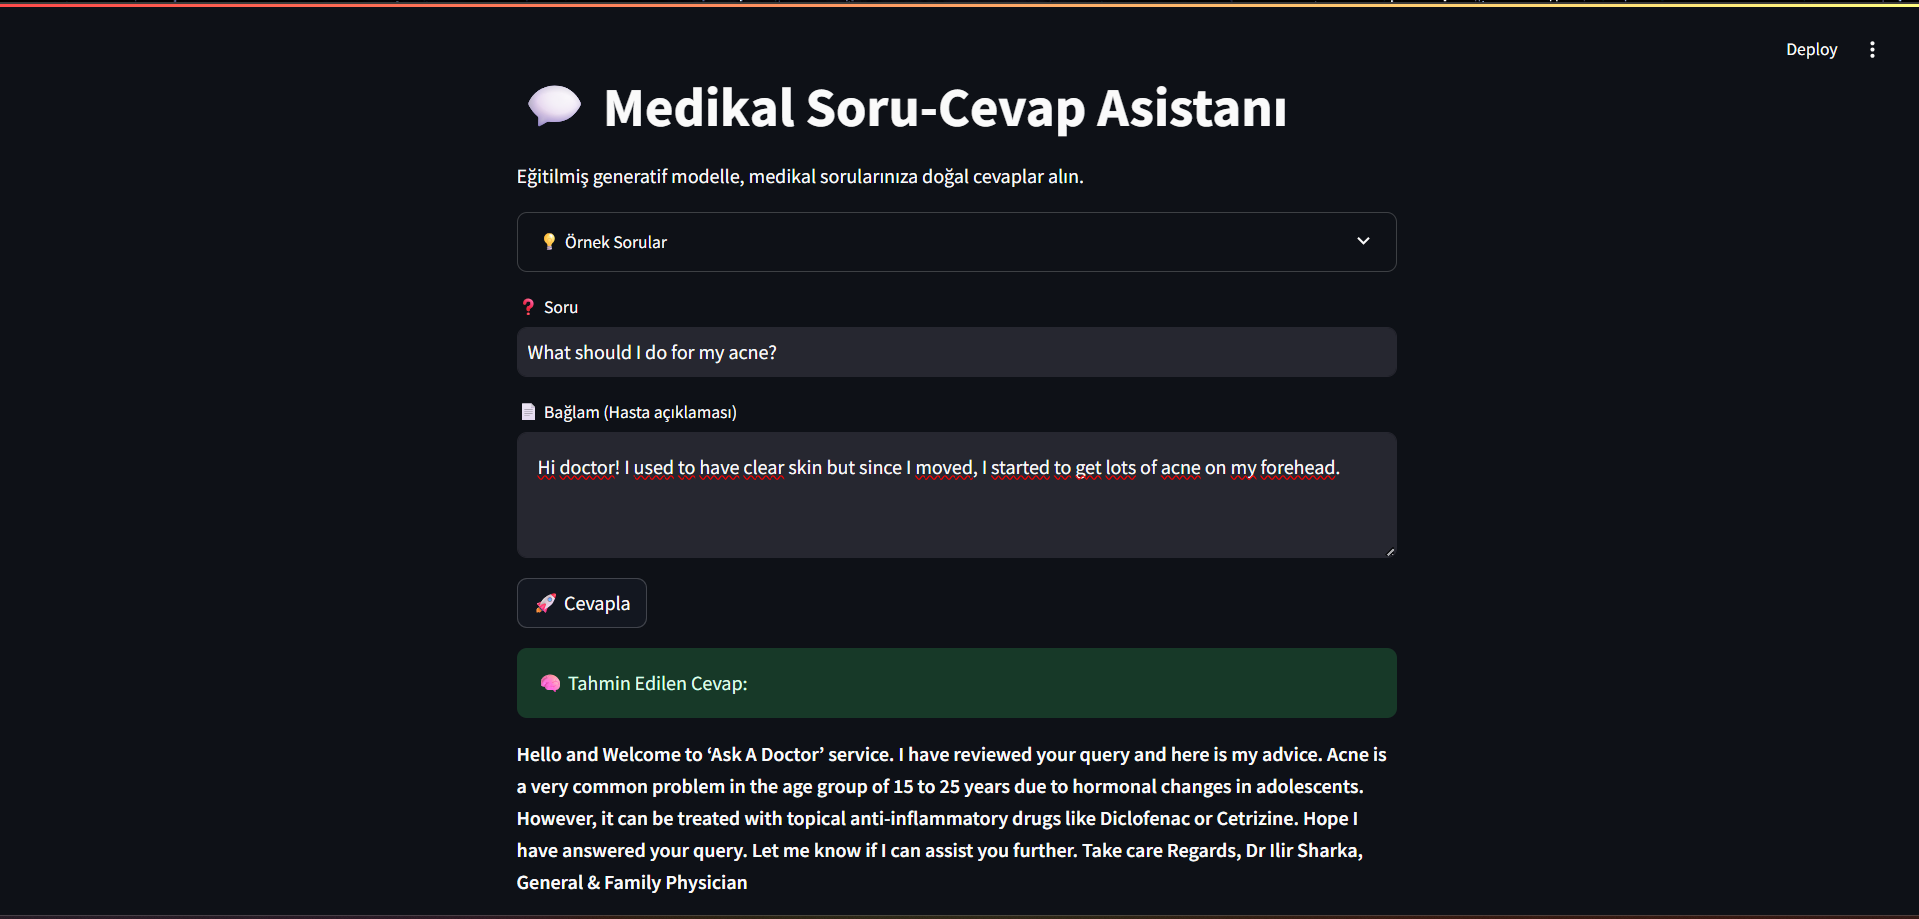 Deploy
Medikal Soru-Cevap Asistanı
Eğitilmiş generatif modelle, medikal sorularınıza doğal cevaplar alın.
Örnek Sorular
Soru
What should I do for my acne?
Bağlam (Hasta açıklaması)
Hi doctor! I used to have clear skin but since I moved, I started to get lots of acne on my forehead.
Cevapla
Tahmin Edilen Cevap:
Hello and Welcome to ‘Ask A Doctor’ service. I have reviewed your query and here is my advice. Acne is
a very common problem in the age group of 15 to 25 years due to hormonal changes in adolescents.
However, it can be treated with topical anti-inflammatory drugs like Diclofenac or Cetrizine. Hope I
have answered your query. Let me know if I can assist you further. Take care Regards, Dr Ilir Sharka,
General & Family Physician